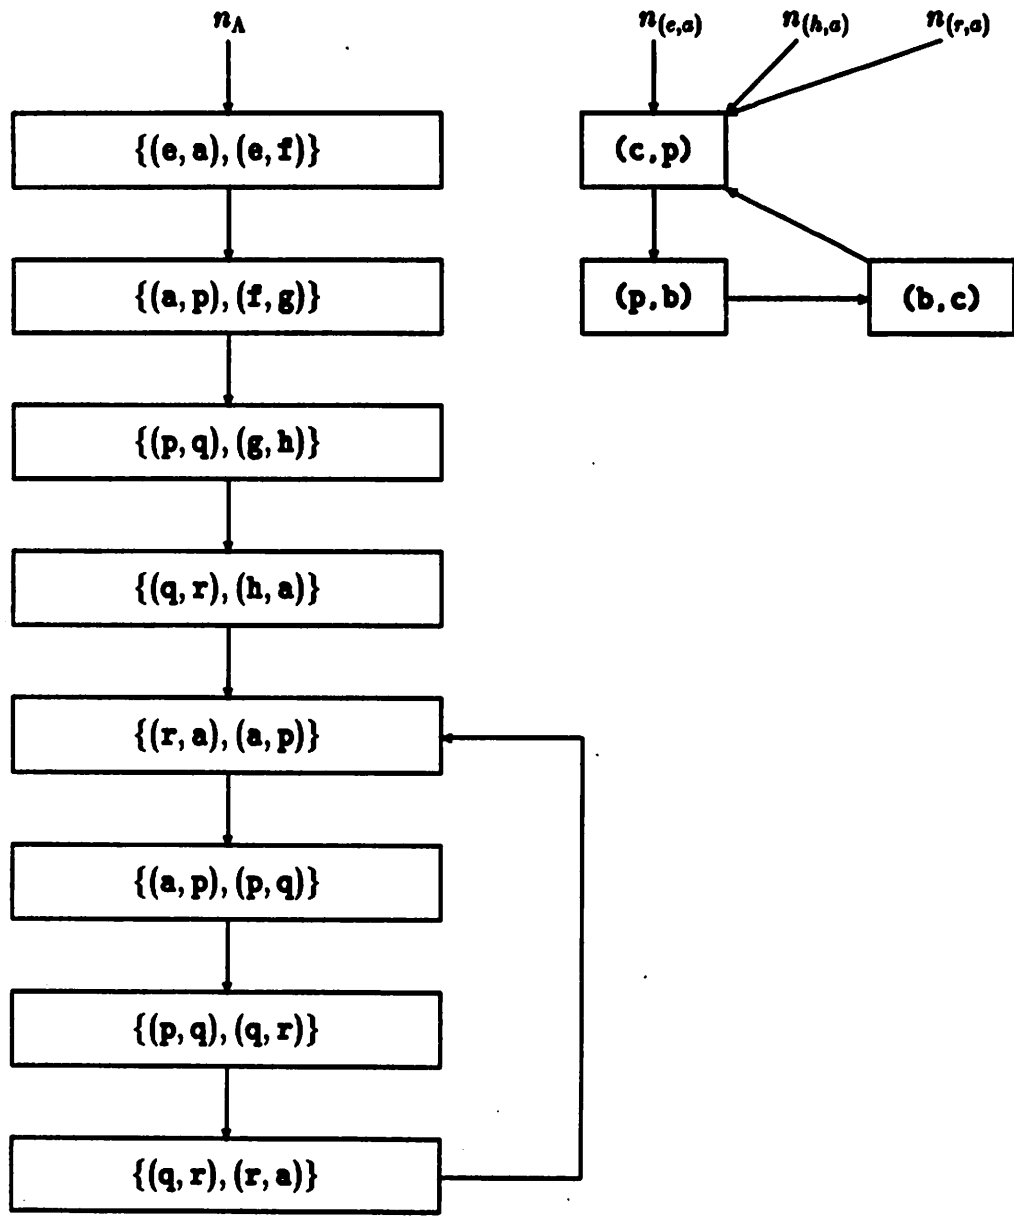 n_Λ n_(e,a) n_(h,a) n_(r,a)
{(e, a), (e, f)} (c, p)
{(a, p), (f, g)} (p, b) (b, c)
{(p, q), (g, h)}
{(q, r), (h, a)}
{(r, a), (a, p)}
{(a, p), (p, q)}
{(p, q), (q, r)}
{(q, r), (r, a)}